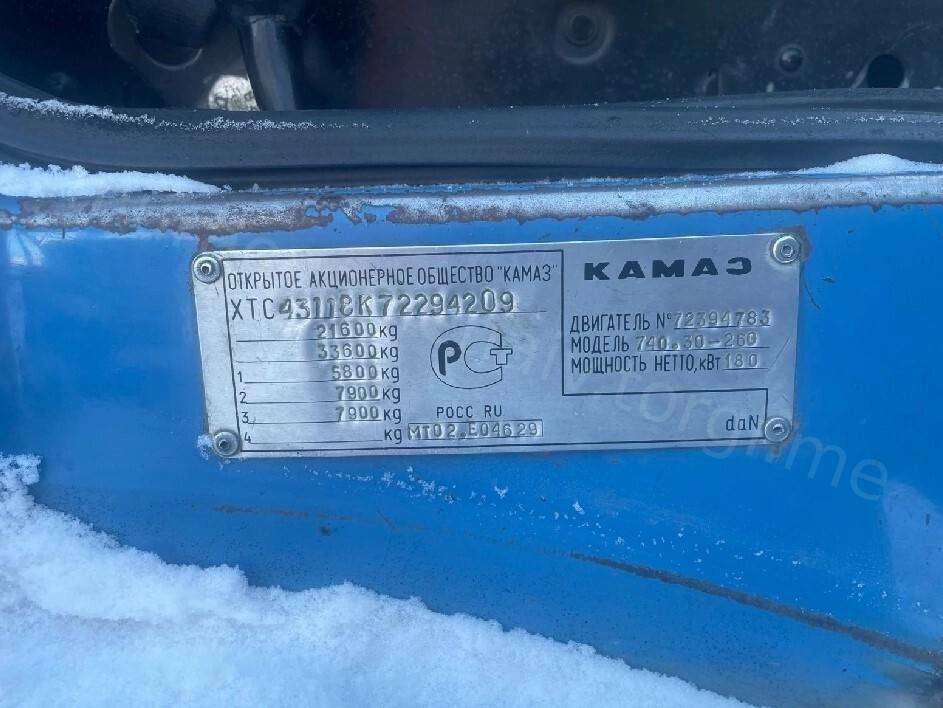 ОТКРЫТОЕ АКЦИОНЕРНОЕ ОБЩЕСТВО "КАМАЗ"
XTC43118K72294209
21600kg
33600kg
1 5800kg
2 7900kg
3 7900kg
4 kg
РСТ
РОСС RU
МТ02.Е04629
КАМАЗ
ДВИГАТЕЛЬ №72394783
МОДЕЛЬ 740.30-260
МОЩНОСТЬ НЕТТО,кВт 180
daN